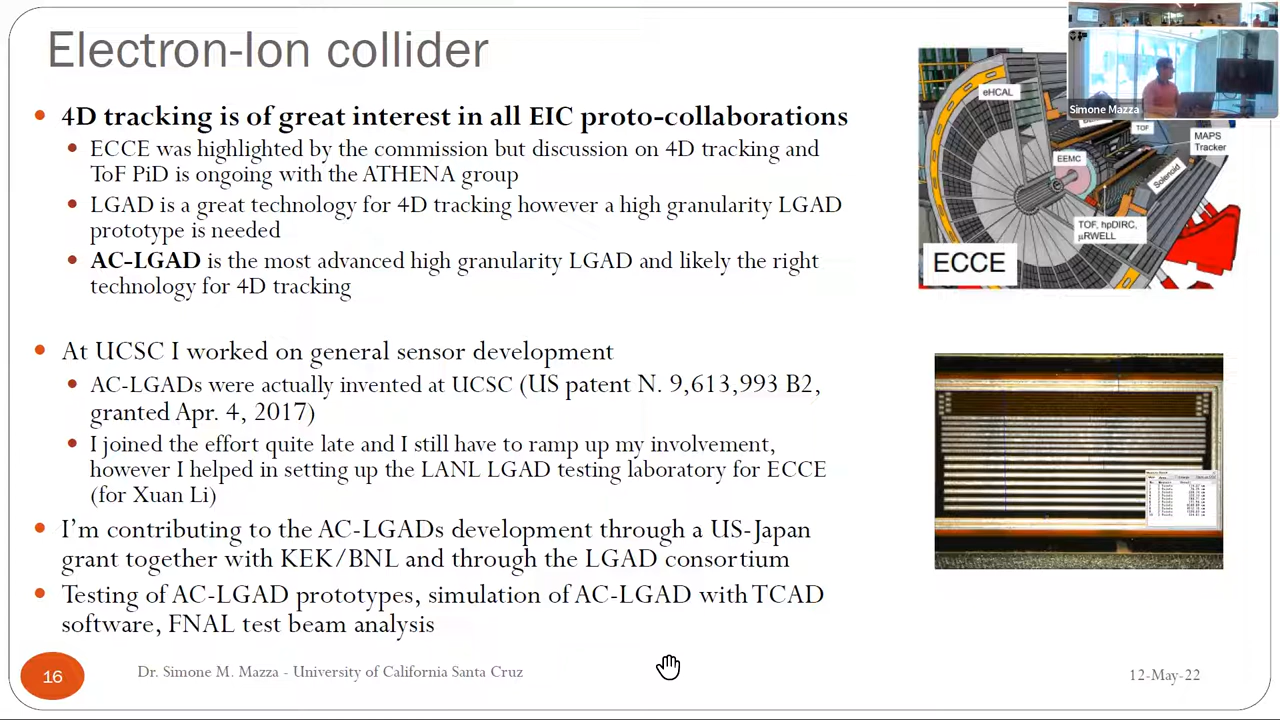 Electron-Ion collider
4D tracking is of great interest in all EIC proto-collaborations
ECCE was highlighted by the commission but discussion on 4D tracking and
ToF PiD is ongoing with the ATHENA group
LGAD is a great technology for 4D tracking however a high granularity LGAD
prototype is needed
AC-LGAD is the most advanced high granularity LGAD and likely the right
technology for 4D tracking
At UCSC I worked on general sensor development
AC-LGADs were actually invented at UCSC (US patent N. 9,613,993 B2,
granted Apr. 4, 2017)
I joined the effort quite late and I still have to ramp up my involvement,
however I helped in setting up the LANL LGAD testing laboratory for ECCE
(for Xuan Li)
I'm contributing to the AC-LGADs development through a US-Japan
grant together with KEK/BNL and through the LGAD consortium
Testing of AC-LGAD prototypes, simulation of AC-LGAD with TCAD
software, FNAL test beam analysis
Simone Mazza
eHCAL
TOF
MAPS
Tracker
EEMC
Solenoid
TOF, hpDIRC,
μRWELL
ECCE
16
Dr. Simone M. Mazza - University of California Santa Cruz
12-May-22